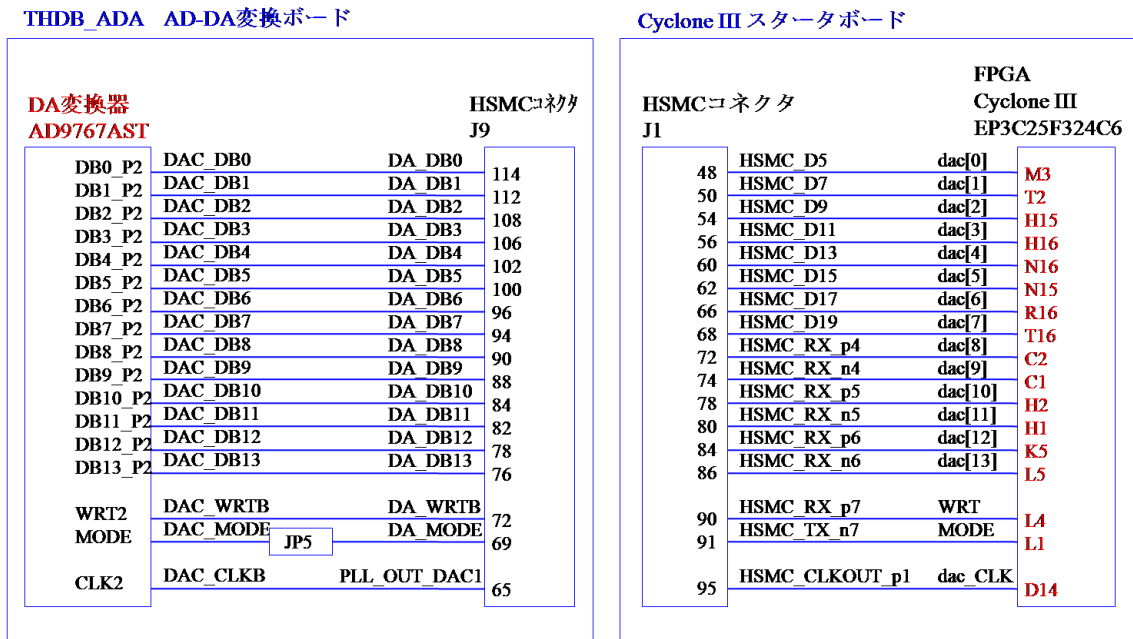 THDB_ADA AD-DA変換ボード
DA変換器
AD9767AST
HSMCコネクタ
J9
DB0_P2 DAC_DB0 DA_DB0 114
DB1_P2 DAC_DB1 DA_DB1 112
DB2_P2 DAC_DB2 DA_DB2 108
DB3_P2 DAC_DB3 DA_DB3 106
DB4_P2 DAC_DB4 DA_DB4 102
DB5_P2 DAC_DB5 DA_DB5 100
DB6_P2 DAC_DB6 DA_DB6 96
DB7_P2 DAC_DB7 DA_DB7 94
DB8_P2 DAC_DB8 DA_DB8 90
DB9_P2 DAC_DB9 DA_DB9 88
DB10_P2 DAC_DB10 DA_DB10 84
DB11_P2 DAC_DB11 DA_DB11 82
DB12_P2 DAC_DB12 DA_DB12 78
DB13_P2 DAC_DB13 DA_DB13 76
WRT2 DAC_WRTB DA_WRTB 72
MODE DAC_MODE JP5 DA_MODE 69
CLK2 DAC_CLKB PLL_OUT_DAC1 65
Cyclone III スタータボード
HSMCコネクタ
J1
FPGA
Cyclone III
EP3C25F324C6
48 HSMC_D5 dac[0] M3
50 HSMC_D7 dac[1] T2
54 HSMC_D9 dac[2] H15
56 HSMC_D11 dac[3] H16
60 HSMC_D13 dac[4] N16
62 HSMC_D15 dac[5] N15
66 HSMC_D17 dac[6] R16
68 HSMC_D19 dac[7] T16
72 HSMC_RX_p4 dac[8] C2
74 HSMC_RX_n4 dac[9] C1
78 HSMC_RX_p5 dac[10] H2
80 HSMC_RX_n5 dac[11] H1
84 HSMC_RX_p6 dac[12] K5
86 HSMC_RX_n6 dac[13] L5
90 HSMC_RX_p7 WRT L4
91 HSMC_TX_n7 MODE L1
95 HSMC_CLKOUT_p1 dac_CLK D14